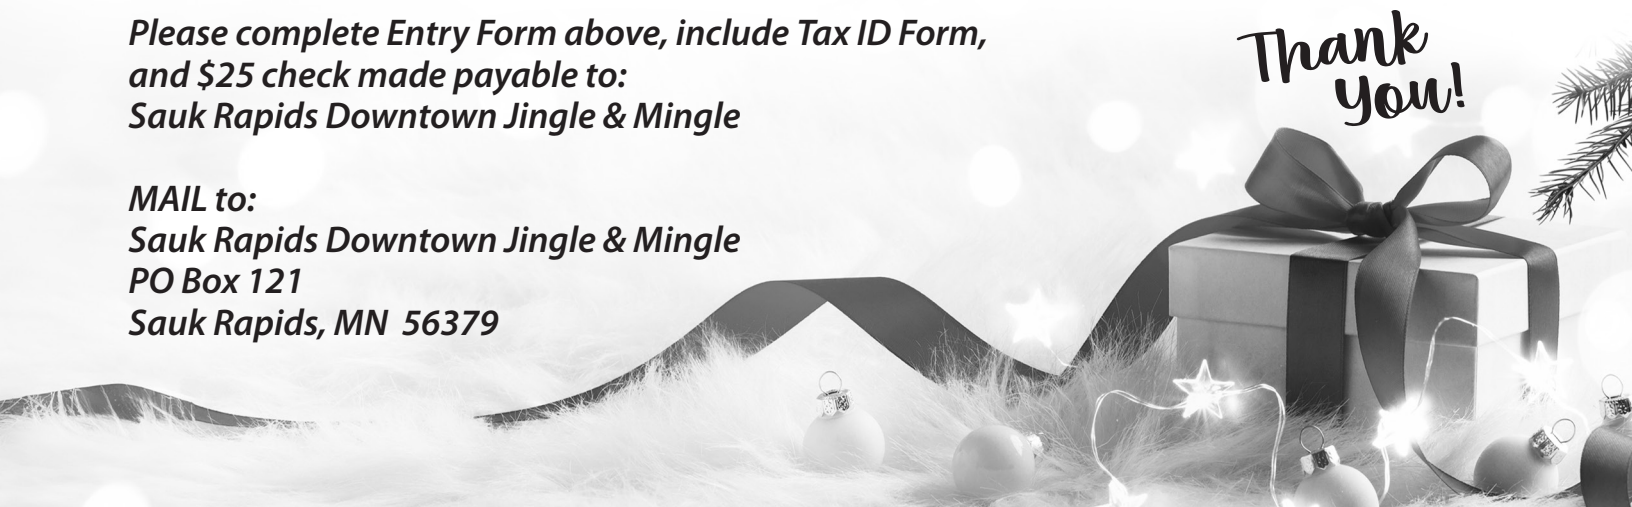 Please complete Entry Form above, include Tax ID Form,
and $25 check made payable to:
Sauk Rapids Downtown Jingle & Mingle
MAIL to:
Sauk Rapids Downtown Jingle & Mingle
PO Box 121
Sauk Rapids, MN  56379
Thank
You!